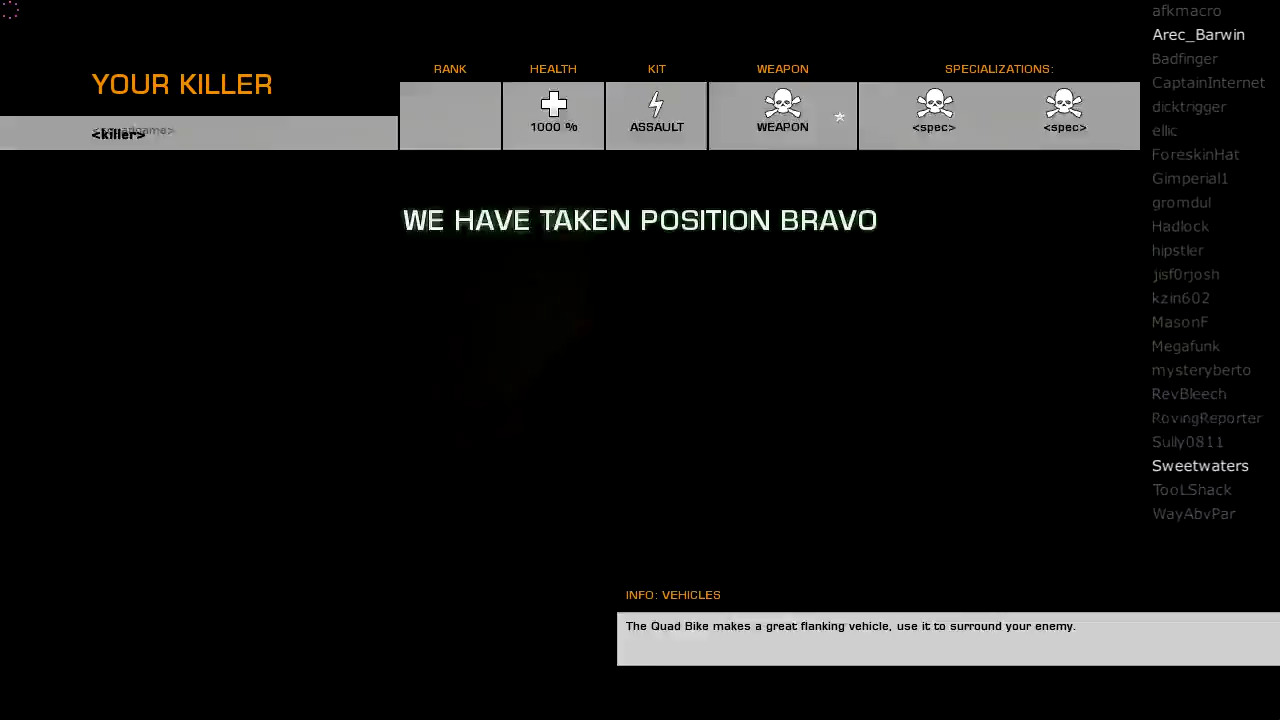 YOUR KILLER
<killer>
RANK
HEALTH
1000 %
KIT
ASSAULT
WEAPON
WEAPON
SPECIALIZATIONS:
<spec>
<spec>
WE HAVE TAKEN POSITION BRAVO
afkmacro
Arec_Barwin
Badfinger
CaptainInternet
dicktrigger
ellic
ForeskinHat
Gimperial1
gromdul
Hadlock
hipstler
jisf0rjosh
kzin602
MasonF
Megafunk
mysteryberto
RevBleech
RovingReporter
Sully0811
Sweetwaters
TooLShack
WayAbvPar
INFO: VEHICLES
The Quad Bike makes a great flanking vehicle, use it to surround your enemy.